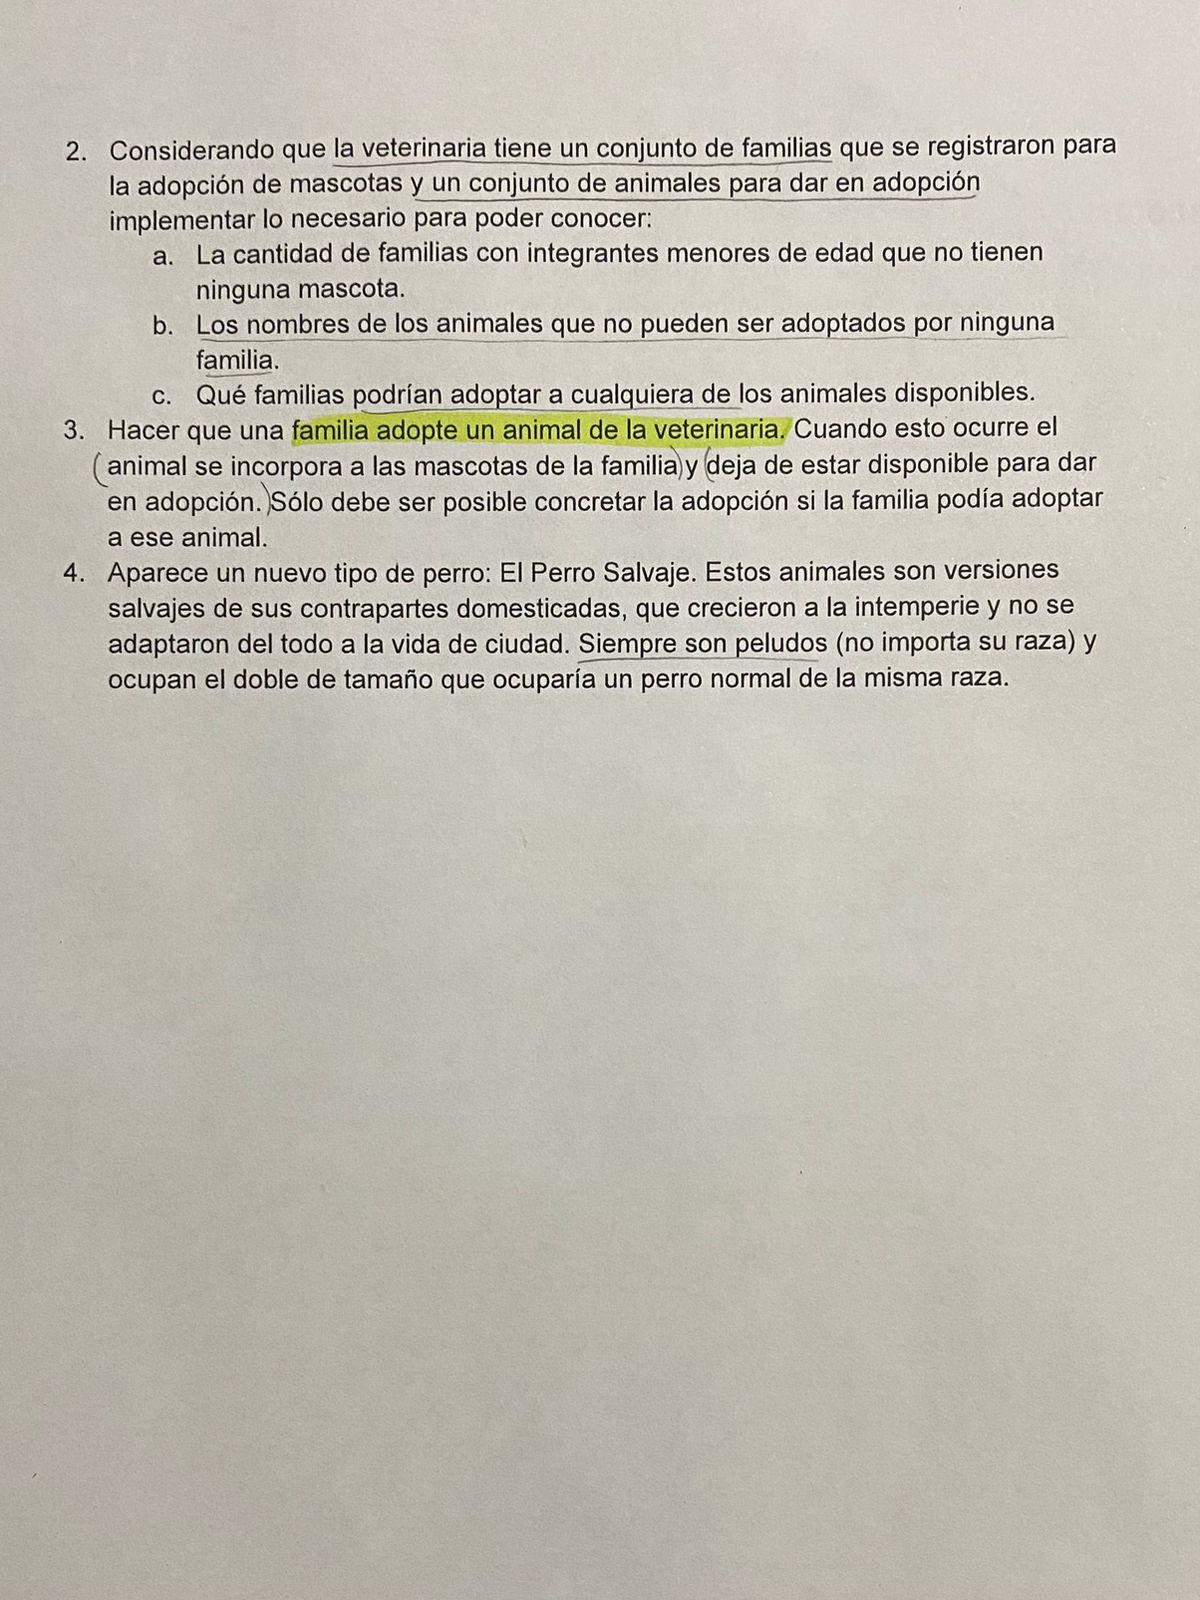 2. Considerando que la veterinaria tiene un conjunto de familias que se registraron para
la adopción de mascotas y un conjunto de animales para dar en adopción
implementar lo necesario para poder conocer:
a. La cantidad de familias con integrantes menores de edad que no tienen
ninguna mascota.
b. Los nombres de los animales que no pueden ser adoptados por ninguna
familia.
c. Qué familias podrían adoptar a cualquiera de los animales disponibles.
3. Hacer que una familia adopte un animal de la veterinaria. Cuando esto ocurre el
(animal se incorpora a las mascotas de la familia) y (deja de estar disponible para dar
en adopción.) Sólo debe ser posible concretar la adopción si la familia podía adoptar
a ese animal.
4. Aparece un nuevo tipo de perro: El Perro Salvaje. Estos animales son versiones
salvajes de sus contrapartes domesticadas, que crecieron a la intemperie y no se
adaptaron del todo a la vida de ciudad. Siempre son peludos (no importa su raza) y
ocupan el doble de tamaño que ocuparía un perro normal de la misma raza.